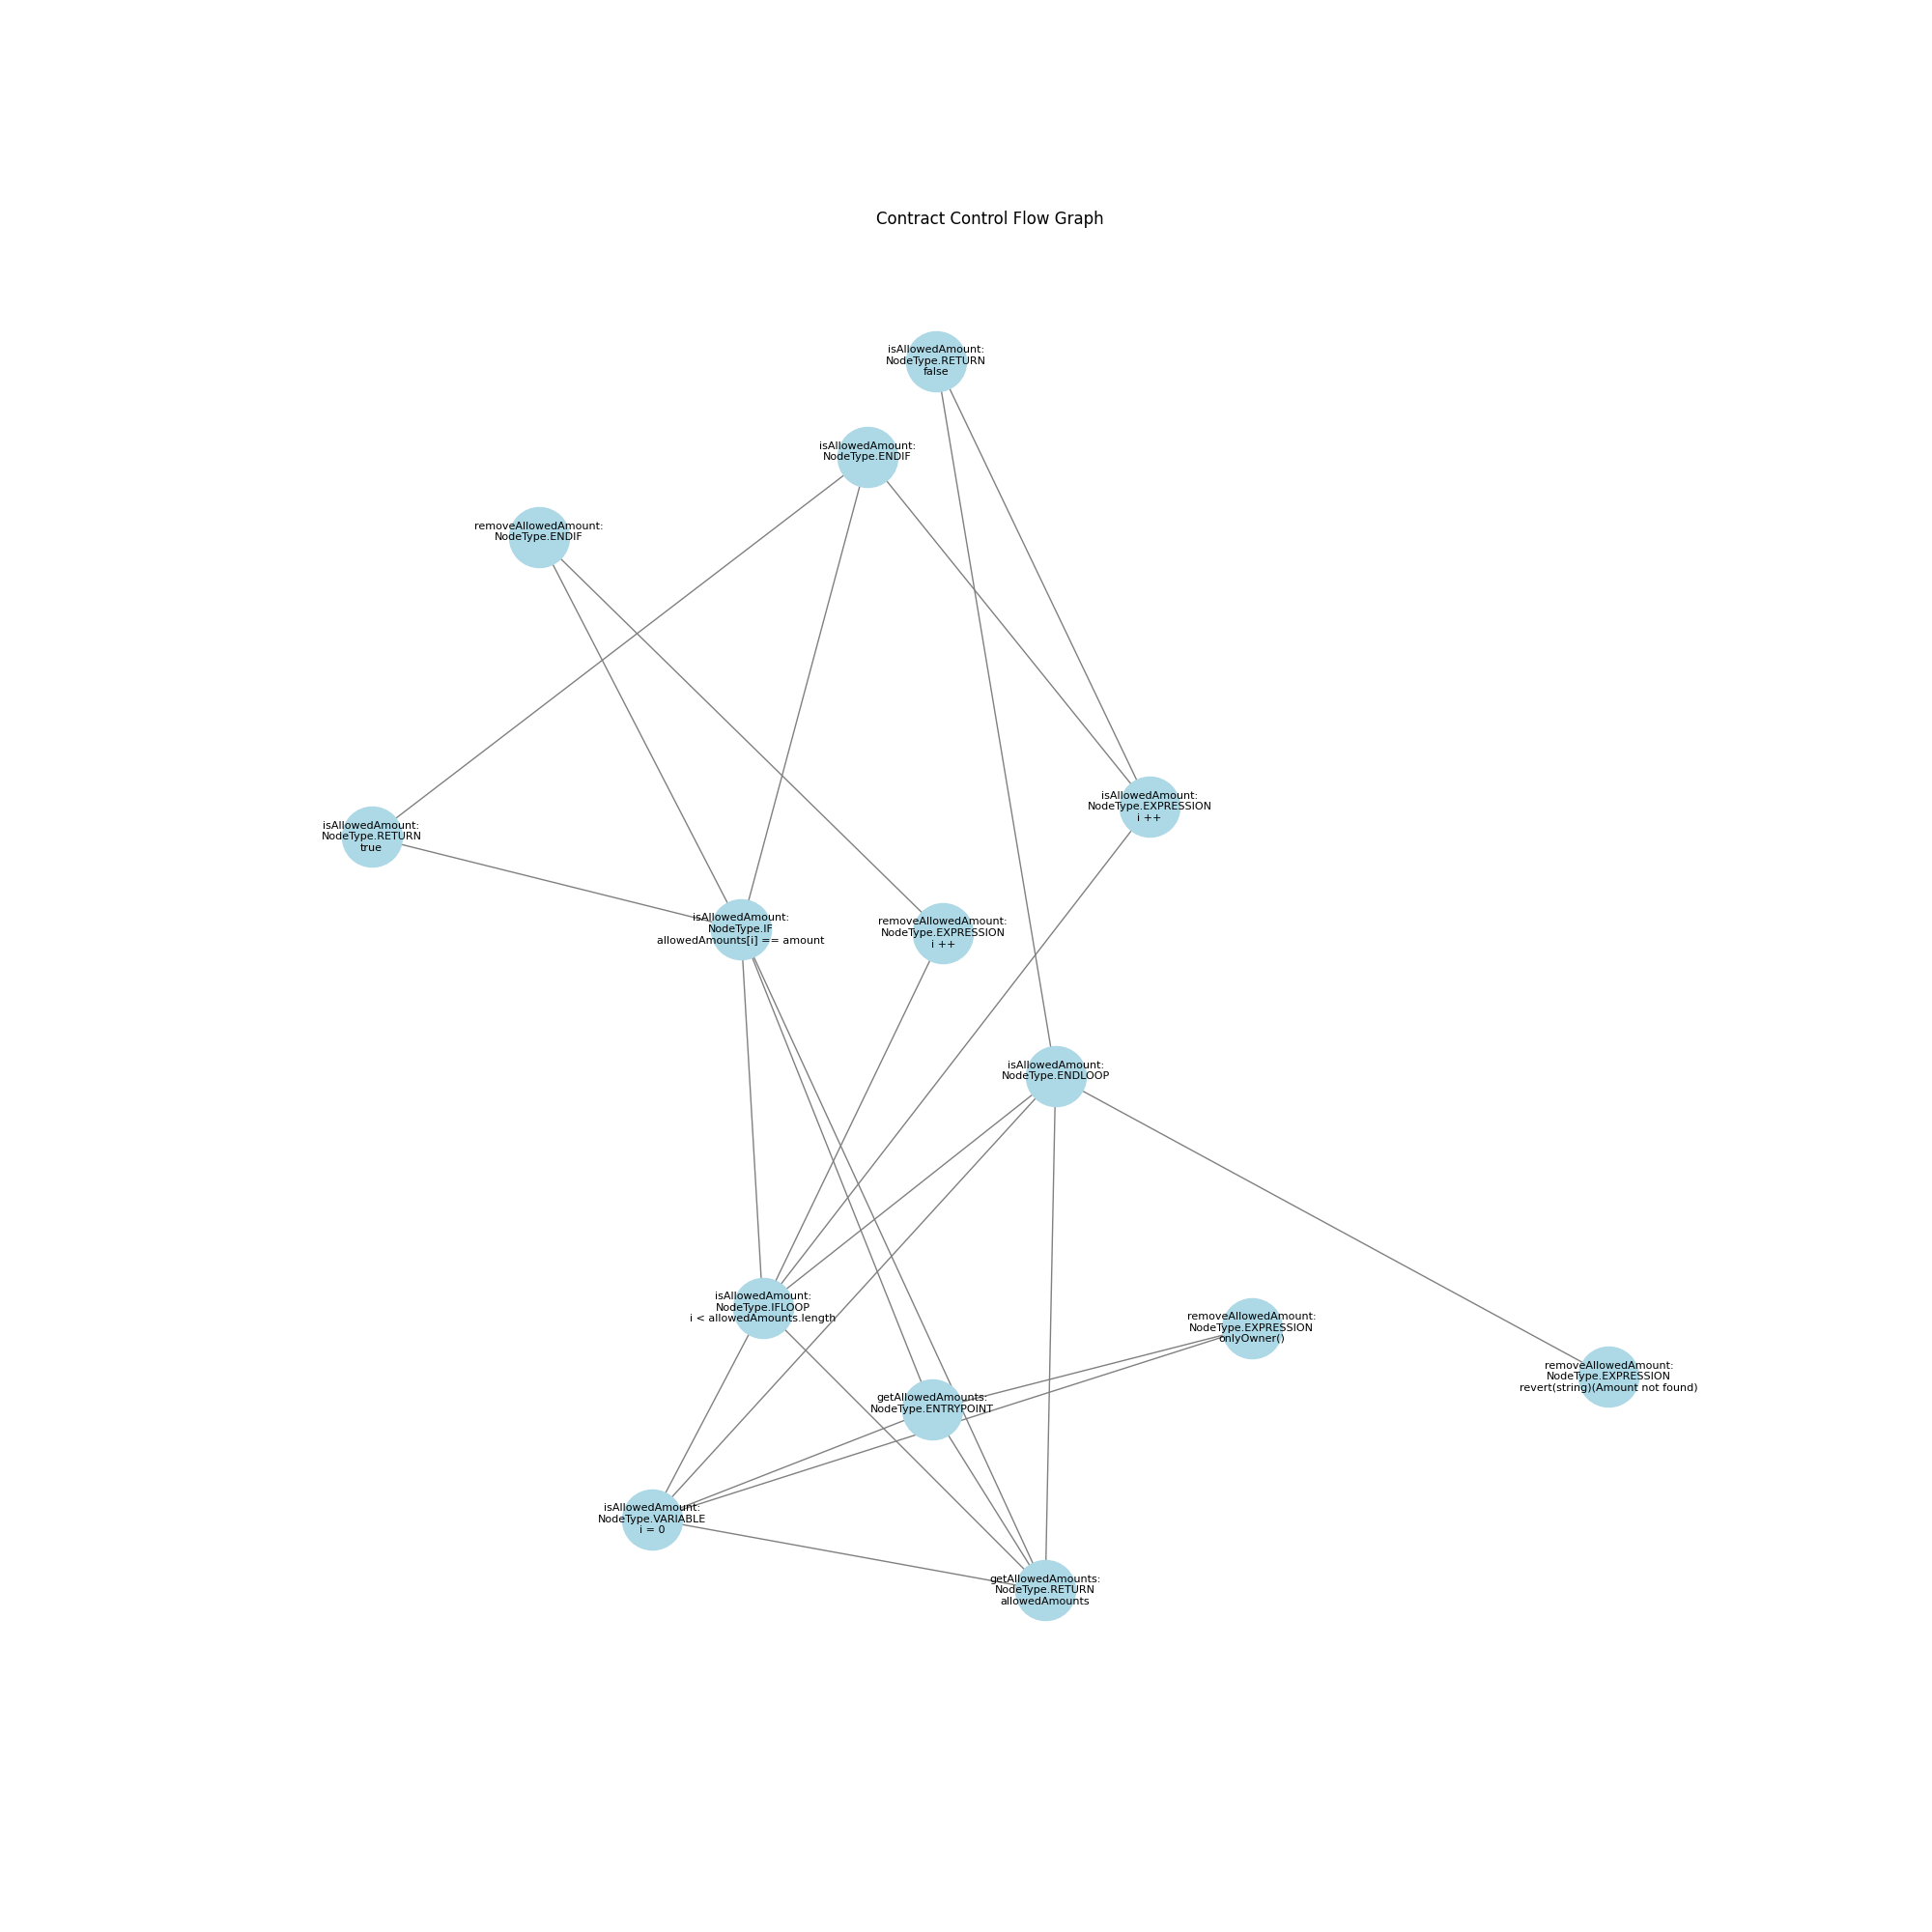 Contract Control Flow Graph
isAllowedAmount:
NodeType.RETURN
false
isAllowedAmount:
NodeType.ENDIF
removeAllowedAmount:
NodeType.ENDIF
isAllowedAmount:
NodeType.EXPRESSION
i ++
isAllowedAmount:
NodeType.RETURN
true
isAllowedAmount:
NodeType.IF
allowedAmounts[i] == amount
removeAllowedAmount:
NodeType.EXPRESSION
i ++
isAllowedAmount:
NodeType.ENDLOOP
isAllowedAmount:
NodeType.IFLOOP
i < allowedAmounts.length
removeAllowedAmount:
NodeType.EXPRESSION
onlyOwner()
removeAllowedAmount:
NodeType.EXPRESSION
revert(string)(Amount not found)
getAllowedAmounts:
NodeType.ENTRYPOINT
isAllowedAmount:
NodeType.VARIABLE
i = 0
getAllowedAmounts:
NodeType.RETURN
allowedAmounts